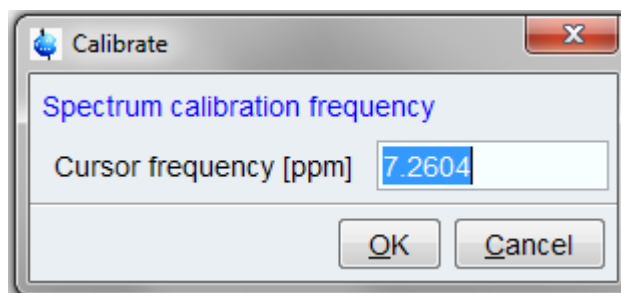 Calibrate
Spectrum calibration frequency
Cursor frequency [ppm] 7.2604
OK Cancel